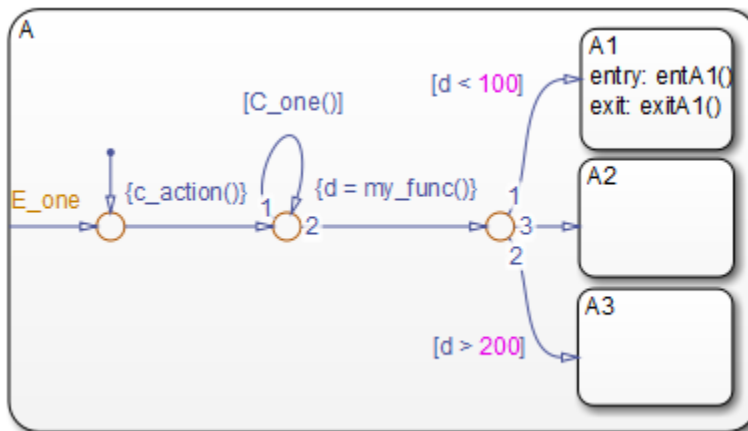 A
A1
entry: entA1()
exit: exitA1()
[d < 100]
[C_one()]
E_one
{c_action()}
1
2
{d = my_func()}
1
3
2
A2
A3
[d > 200]